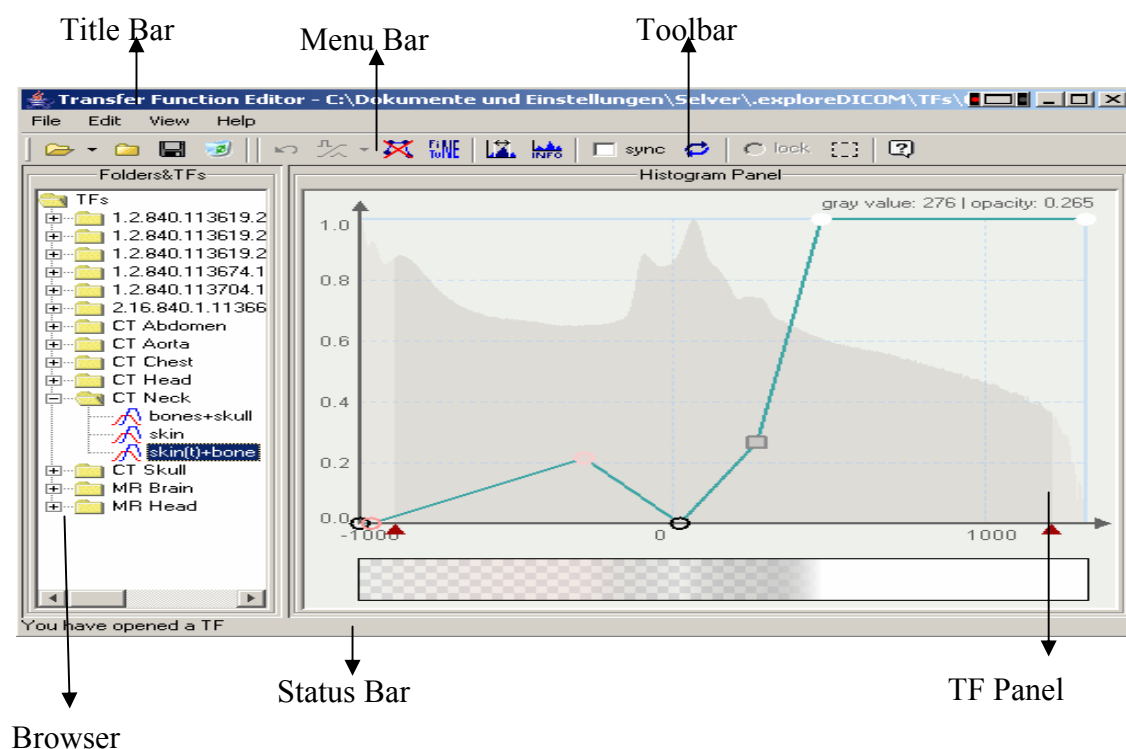 Title Bar
Menu Bar
Toolbar
Transfer Function Editor - C:\Dokumente und Einstellungen\Selver\.exploreDICOM\TFs\
File Edit View Help
FiNE TuNE INFO sync lock
Folders&TFs
Histogram Panel
TFs
1.2.840.113619.2
1.2.840.113619.2
1.2.840.113619.2
1.2.840.113674.1
1.2.840.113704.1
2.16.840.1.11366
CT Abdomen
CT Aorta
CT Chest
CT Head
CT Neck
bones+skull
skin
skin(t)+bone
CT Skull
MR Brain
MR Head
gray value: 276 | opacity: 0.265
1.0
0.8
0.6
0.4
0.2
0.0
-1000 0 1000
You have opened a TF
Status Bar
TF Panel
Browser